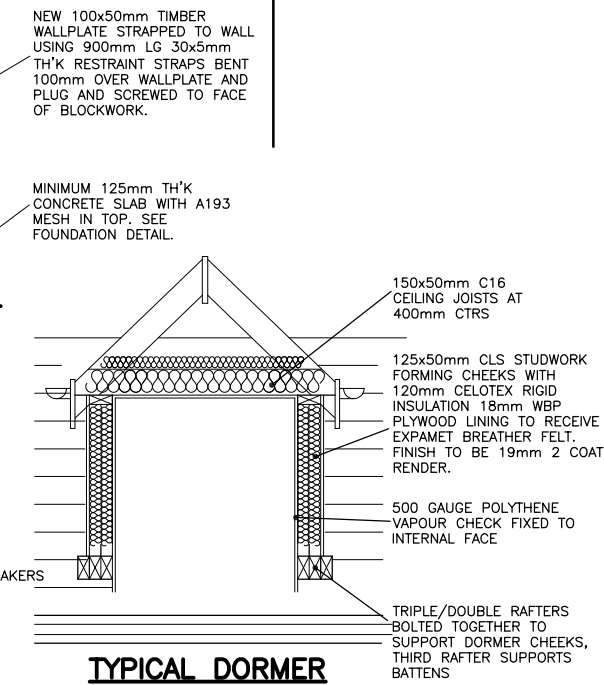 NEW 100x50mm TIMBER
WALLPLATE STRAPPED TO WALL
USING 900mm LG 30x5mm
TH'K RESTRAINT STRAPS BENT
100mm OVER WALLPLATE AND
PLUG AND SCREWED TO FACE
OF BLOCKWORK.
MINIMUM 125mm TH'K
CONCRETE SLAB WITH A193
MESH IN TOP. SEE
FOUNDATION DETAIL.
150x50mm C16
CEILING JOISTS AT
400mm CTRS
125x50mm CLS STUDWORK
FORMING CHEEKS WITH
120mm CELOTEX RIGID
INSULATION 18mm WBP
PLYWOOD LINING TO RECEIVE
EXPAMET BREATHER FELT.
FINISH TO BE 19mm 2 COAT
RENDER.
500 GAUGE POLYTHENE
VAPOUR CHECK FIXED TO
INTERNAL FACE
AKERS
TRIPLE/DOUBLE RAFTERS
BOLTED TOGETHER TO
SUPPORT DORMER CHEEKS,
THIRD RAFTER SUPPORTS
BATTENS
TYPICAL DORMER